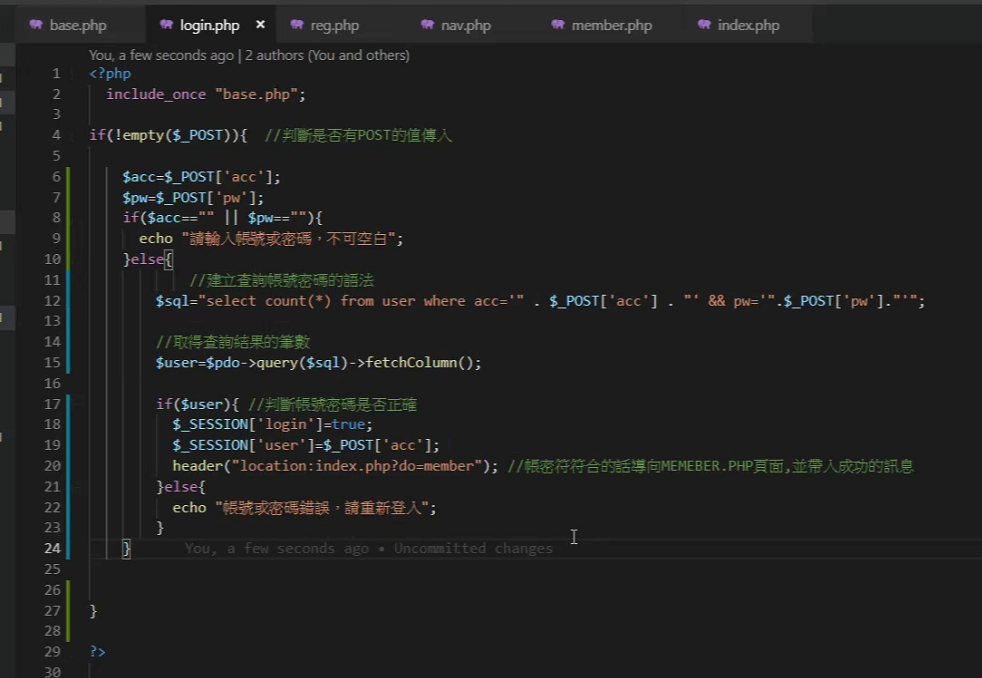 base.php login.php × reg.php nav.php member.php index.php
You, a few seconds ago | 2 authors (You and others)
1 <?php
2 include_once "base.php";
3
4 if(!empty($_POST)){ //判斷是否有POST的值傳入
5
6 $acc=$_POST['acc'];
7 $pw=$_POST['pw'];
8 if($acc=="" || $pw==""){
9 echo "請輸入帳號或密碼，不可空白";
10 }else{
11 //建立查詢帳號密碼的語法
12 $sql="select count(*) from user where acc='" . $_POST['acc'] . "' && pw='".$_POST['pw']."'";
13
14 //取得查詢結果的筆數
15 $user=$pdo->query($sql)->fetchColumn();
16
17 if($user){ //判斷帳號密碼是否正確
18 $_SESSION['login']=true;
19 $_SESSION['user']=$_POST['acc'];
20 header("location:index.php?do=member"); //帳密符符合的話導向MEMEBER.PHP頁面,並帶入成功的訊息
21 }else{
22 echo "帳號或密碼錯誤，請重新登入";
23 }
24 } You, a few seconds ago • Uncommitted changes
25
26
27 }
28
29 ?>
30